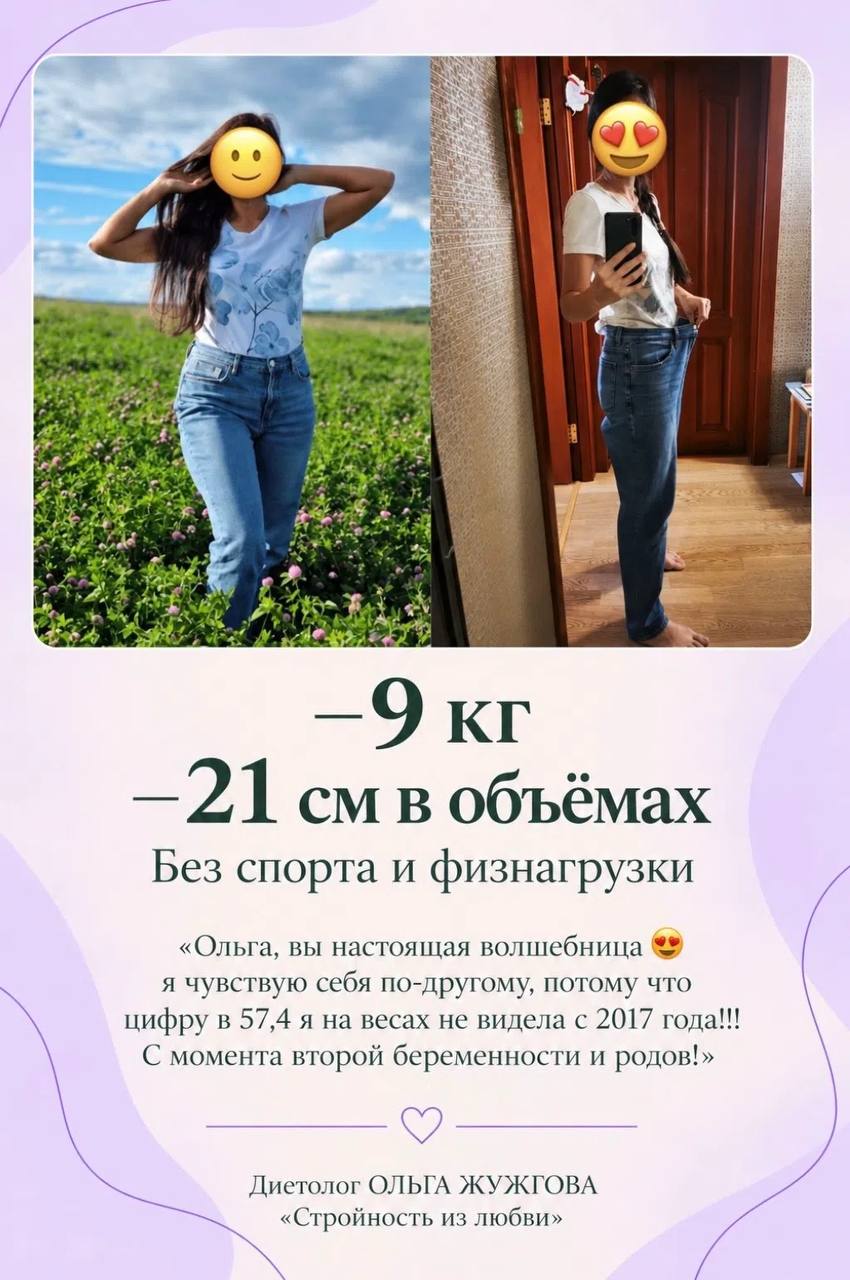 –9 кг
–21 см в объёмах
Без спорта и физнагрузки
«Ольга, вы настоящая волшебница 😍
я чувствую себя по-другому, потому что
цифру в 57,4 я на весах не видела с 2017 года!!!
С момента второй беременности и родов!»
Диетолог ОЛЬГА ЖУЖГОВА
«Стройность из любви»